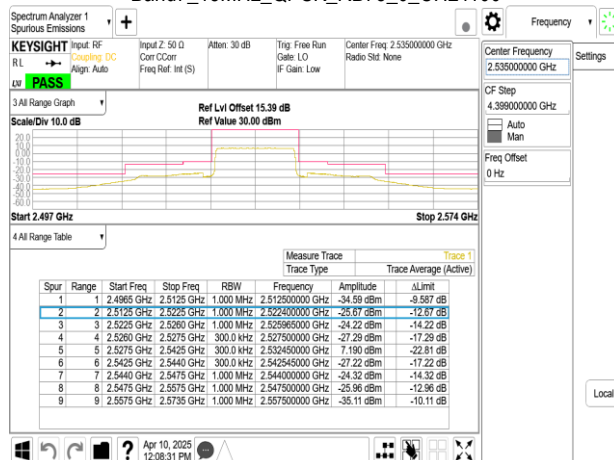 Spectrum Analyzer 1
Spurious Emissions
Frequency
KEYSIGHT
Input: RF
Coupling: DC
Align: Auto
Input Z: 50 Ω
Corr CCorr
Freq Ref: Int (S)
Atten: 30 dB
Trig: Free Run
Gate: LO
IF Gain: Low
Center Freq: 2.535000000 GHz
Radio Std: None
RL
LXI
PASS
Center Frequency
2.535000000 GHz
Settings
CF Step
4.399000000 GHz
Auto
Man
Freq Offset
0 Hz
3 All Range Graph
Scale/Div 10.0 dB
Ref Lvl Offset 15.39 dB
Ref Value 30.00 dBm
20.0
10.0
0.00
-10.0
-20.0
-30.0
-40.0
-50.0
-60.0
Start 2.497 GHz
Stop 2.574 GHz
4 All Range Table
Measure Trace Trace 1
Trace Type Trace Average (Active)
Spur Range Start Freq Stop Freq RBW Frequency Amplitude ΔLimit
1 1 2.4965 GHz 2.5125 GHz 1.000 MHz 2.512500000 GHz -34.59 dBm -9.587 dB
2 2 2.5125 GHz 2.5225 GHz 1.000 MHz 2.522400000 GHz -25.67 dBm -12.67 dB
3 3 2.5225 GHz 2.5260 GHz 1.000 MHz 2.525965000 GHz -24.22 dBm -14.22 dB
4 4 2.5260 GHz 2.5275 GHz 300.0 kHz 2.527500000 GHz -27.29 dBm -17.29 dB
5 5 2.5275 GHz 2.5425 GHz 300.0 kHz 2.532450000 GHz 7.190 dBm -22.81 dB
6 6 2.5425 GHz 2.5440 GHz 300.0 kHz 2.542545000 GHz -27.22 dBm -17.22 dB
7 7 2.5440 GHz 2.5475 GHz 1.000 MHz 2.544000000 GHz -24.32 dBm -14.32 dB
8 8 2.5475 GHz 2.5575 GHz 1.000 MHz 2.547500000 GHz -25.96 dBm -12.96 dB
9 9 2.5575 GHz 2.5735 GHz 1.000 MHz 2.557500000 GHz -35.11 dBm -10.11 dB
Local
Apr 10, 2025
12:08:31 PM